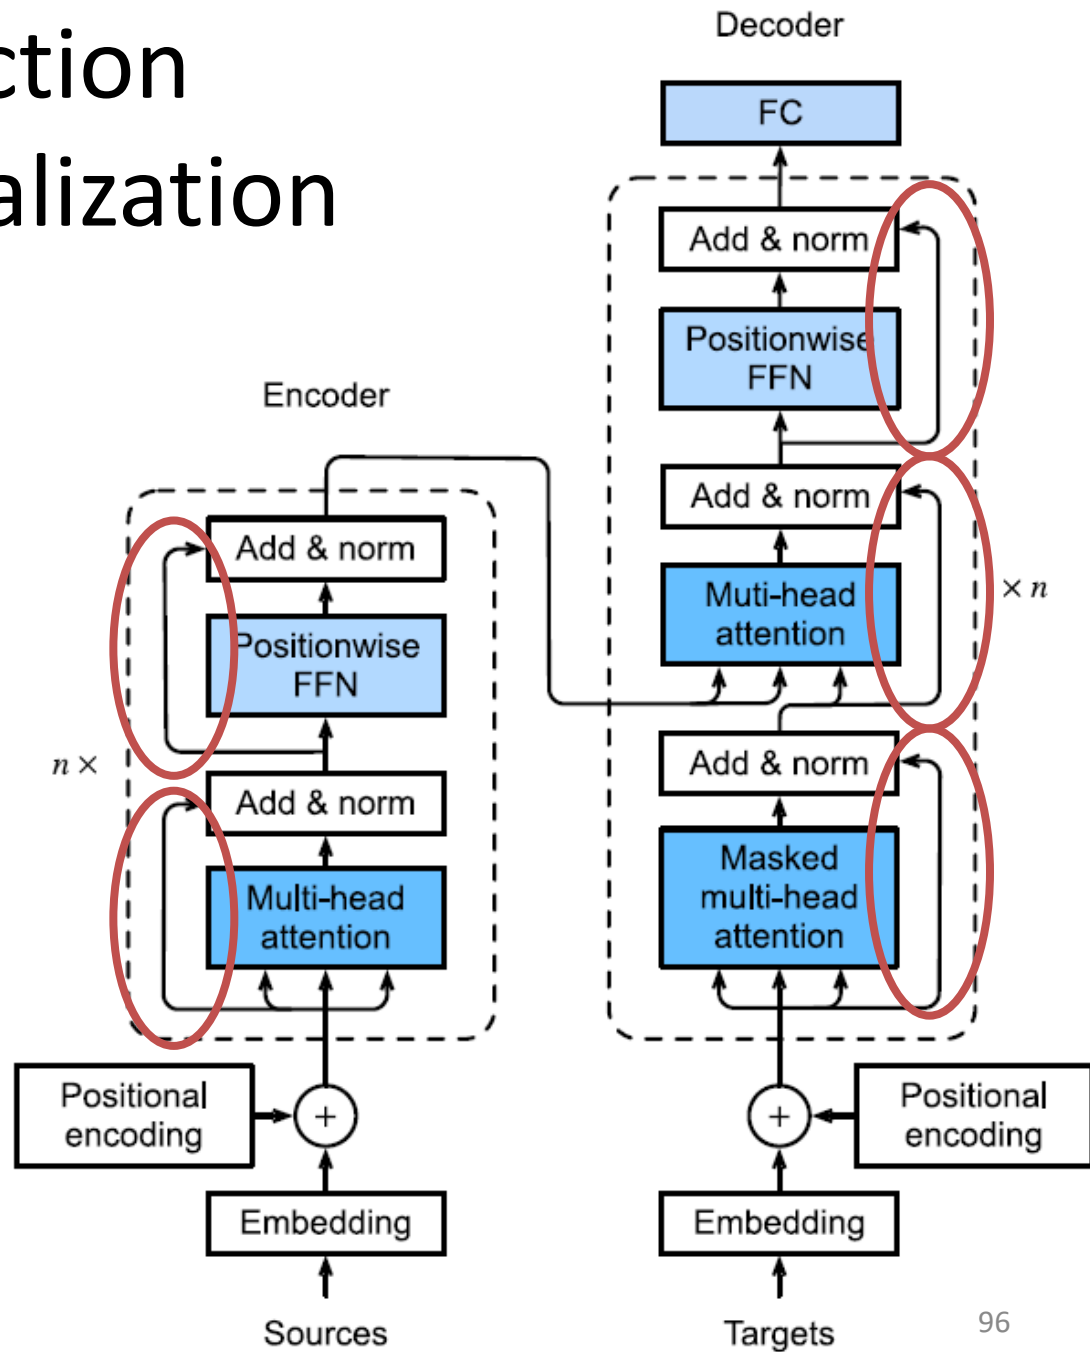 ction
alization
Decoder
FC
Add & norm
Positionwise
FFN
Add & norm
Muti-head
attention
× n
Add & norm
Masked
multi-head
attention
Positional
encoding
+
Embedding
Targets
Encoder
Add & norm
Positionwise
FFN
n ×
Add & norm
Multi-head
attention
Positional
encoding
+
Embedding
Sources
96